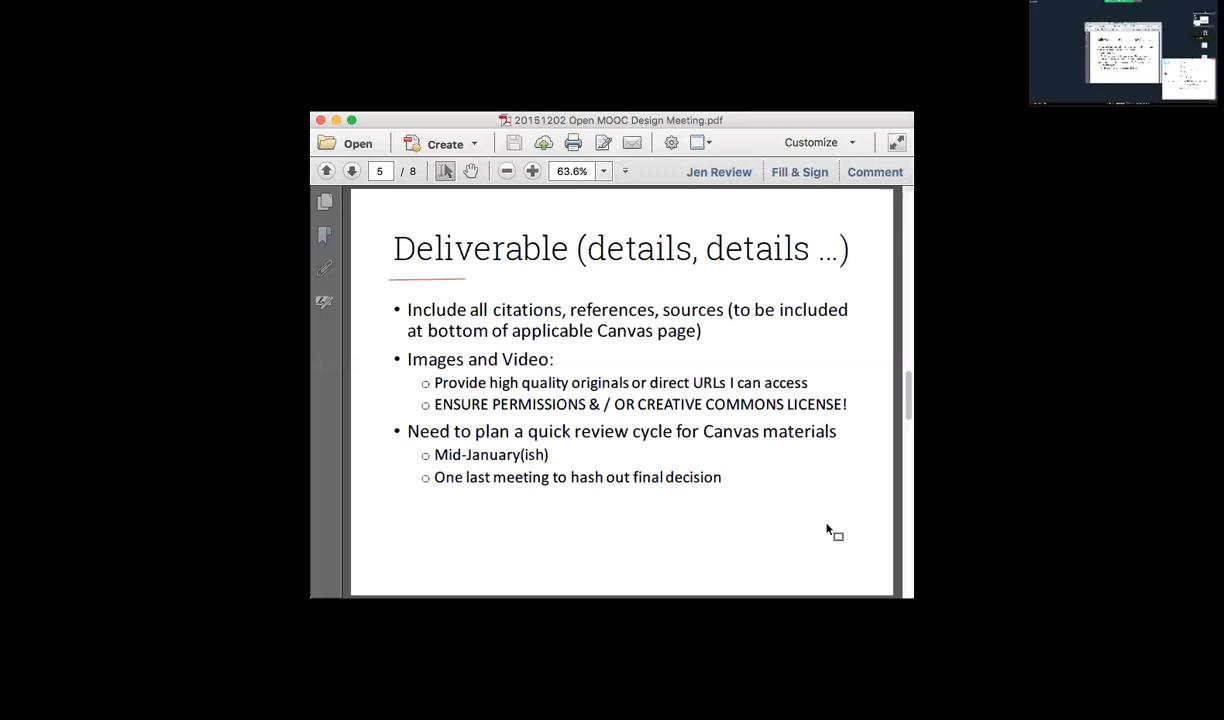 20151202 Open MOOC Design Meeting.pdf
Open Create Customize
5 / 8 63.6% Jen Review Fill & Sign Comment
Deliverable (details, details ...)
• Include all citations, references, sources (to be included
at bottom of applicable Canvas page)
• Images and Video:
○ Provide high quality originals or direct URLs I can access
○ ENSURE PERMISSIONS & / OR CREATIVE COMMONS LICENSE!
• Need to plan a quick review cycle for Canvas materials
○ Mid-January(ish)
○ One last meeting to hash out final decision